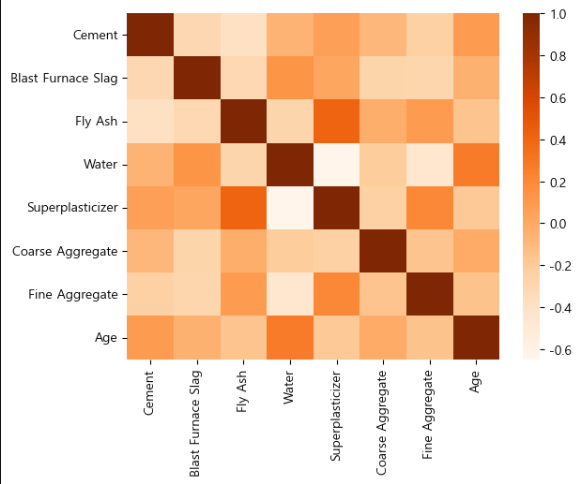 Cement
Blast Furnace Slag
Fly Ash
Water
Superplasticizer
Coarse Aggregate
Fine Aggregate
Age
Cement
Blast Furnace Slag
Fly Ash
Water
Superplasticizer
Coarse Aggregate
Fine Aggregate
Age
1.0
0.8
0.6
0.4
0.2
0.0
-0.2
-0.4
-0.6